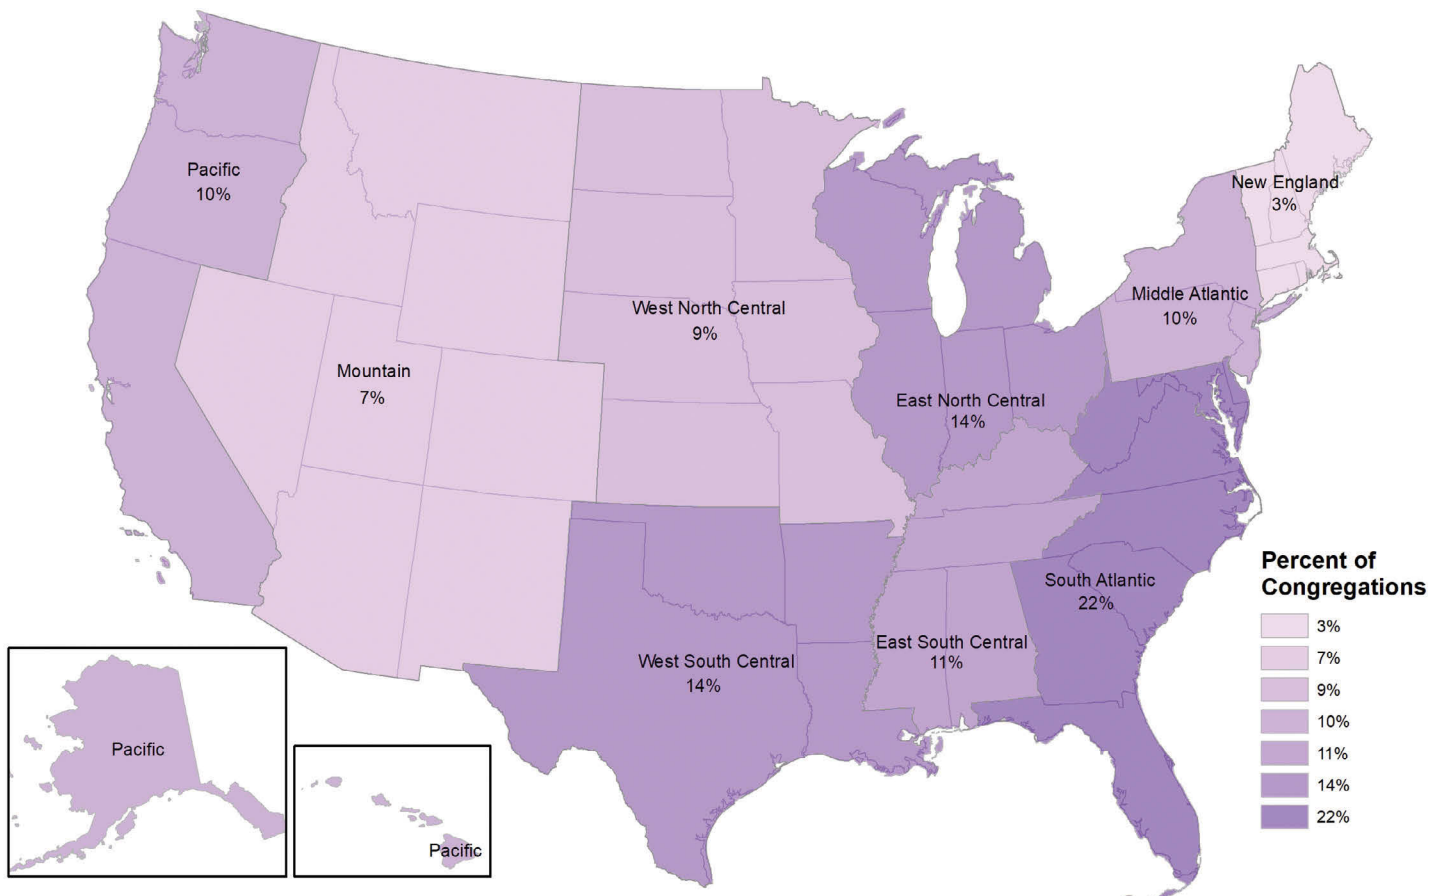 Pacific
10%
Mountain
7%
West North Central
9%
East North Central
14%
New England
3%
Middle Atlantic
10%
South Atlantic
22%
East South Central
11%
West South Central
14%
Pacific
Pacific
Percent of
Congregations
3%
7%
9%
10%
11%
14%
22%